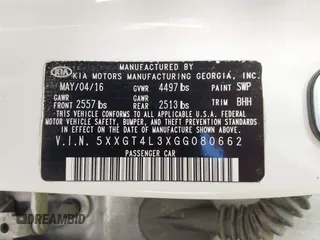 MANUFACTURED BY
KIA
KIA MOTORS MANUFACTURING GEORGIA, INC.
MAY/04/16 GVWR 4497 lbs PAINT SWP
GAWR GAWR
FRONT 2557 lbs REAR 2513 lbs TRIM BHH
THIS VEHICLE CONFORMS TO ALL APPLICABLE U.S.A. FEDERAL
MOTOR VEHICLE SAFETY, BUMPER, AND THEFT PREVENTION
STANDARDS IN EFFECT ON THE DATE OF MANUFACTURE SHOWN ABOVE.
V.I.N. 5XXGT4L3XGG080662
PASSENGER CAR
DREAMBID